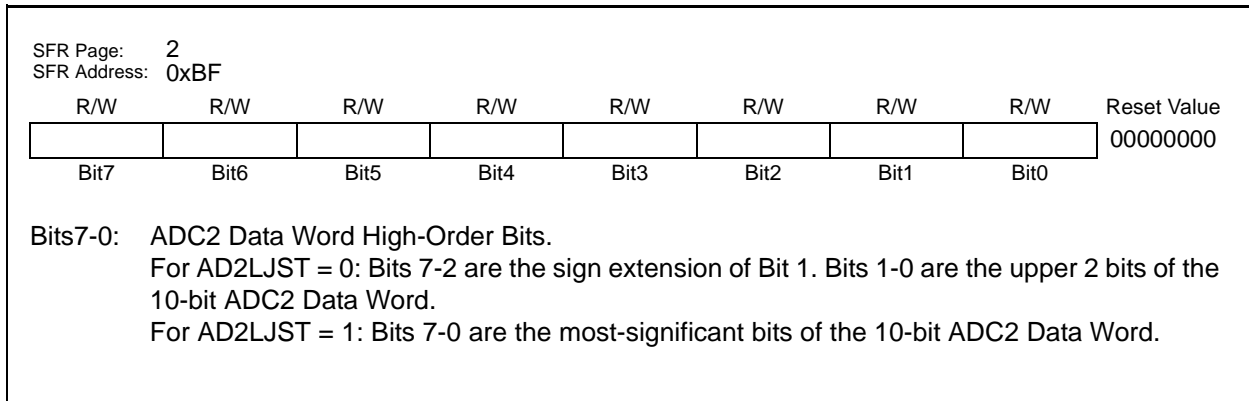 SFR Page: 2
SFR Address: 0xBF
R/W R/W R/W R/W R/W R/W R/W R/W Reset Value
00000000
Bit7 Bit6 Bit5 Bit4 Bit3 Bit2 Bit1 Bit0
Bits7-0: ADC2 Data Word High-Order Bits.
For AD2LJST = 0: Bits 7-2 are the sign extension of Bit 1. Bits 1-0 are the upper 2 bits of the
10-bit ADC2 Data Word.
For AD2LJST = 1: Bits 7-0 are the most-significant bits of the 10-bit ADC2 Data Word.